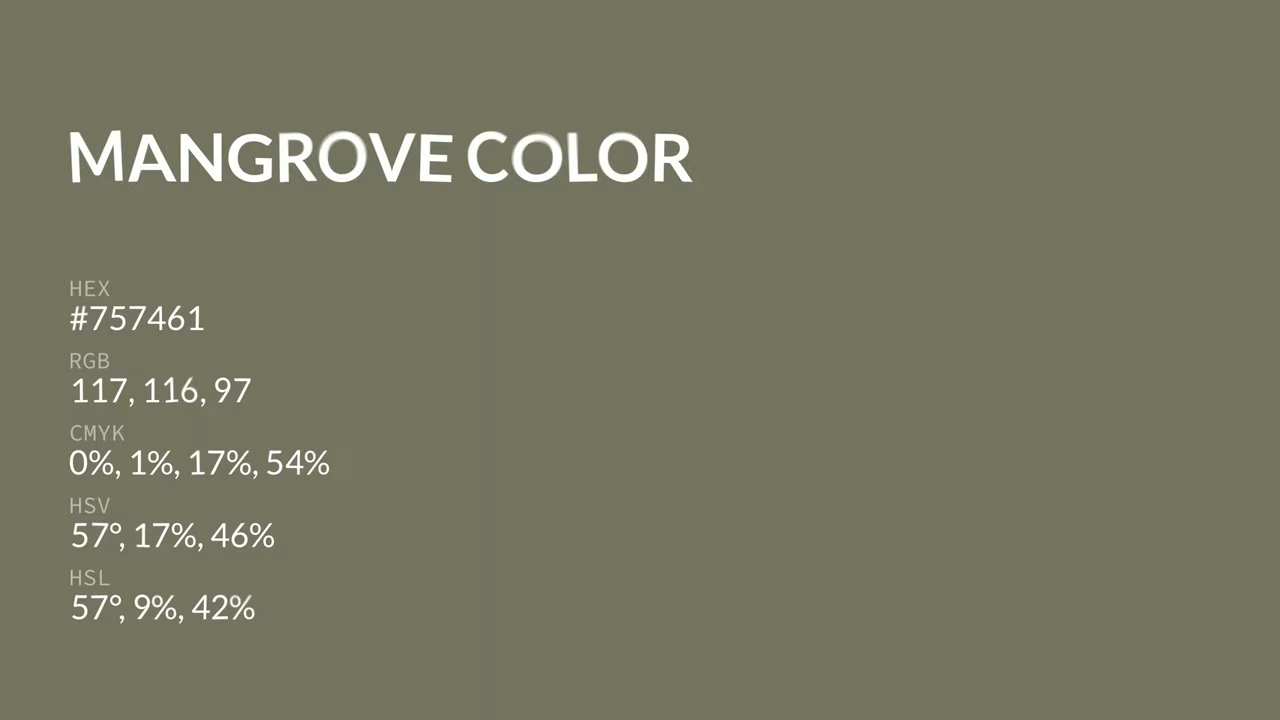 MANGROVE COLOR
HEX
#757461
RGB
117, 116, 97
CMYK
0%, 1%, 17%, 54%
HSV
57°, 17%, 46%
HSL
57°, 9%, 42%